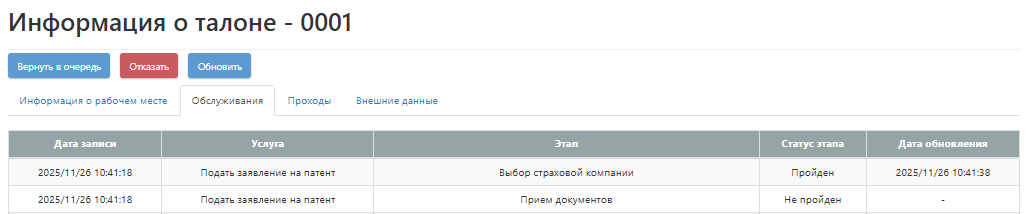 Информация о талоне - 0001
Вернуть в очередь Отказать Обновить
Информация о рабочем месте Обслуживания Проходы Внешние данные
Дата записи Услуга Этап Статус этапа Дата обновления
2025/11/26 10:41:18 Подать заявление на патент Выбор страховой компании Пройден 2025/11/26 10:41:38
2025/11/26 10:41:18 Подать заявление на патент Прием документов Не пройден -